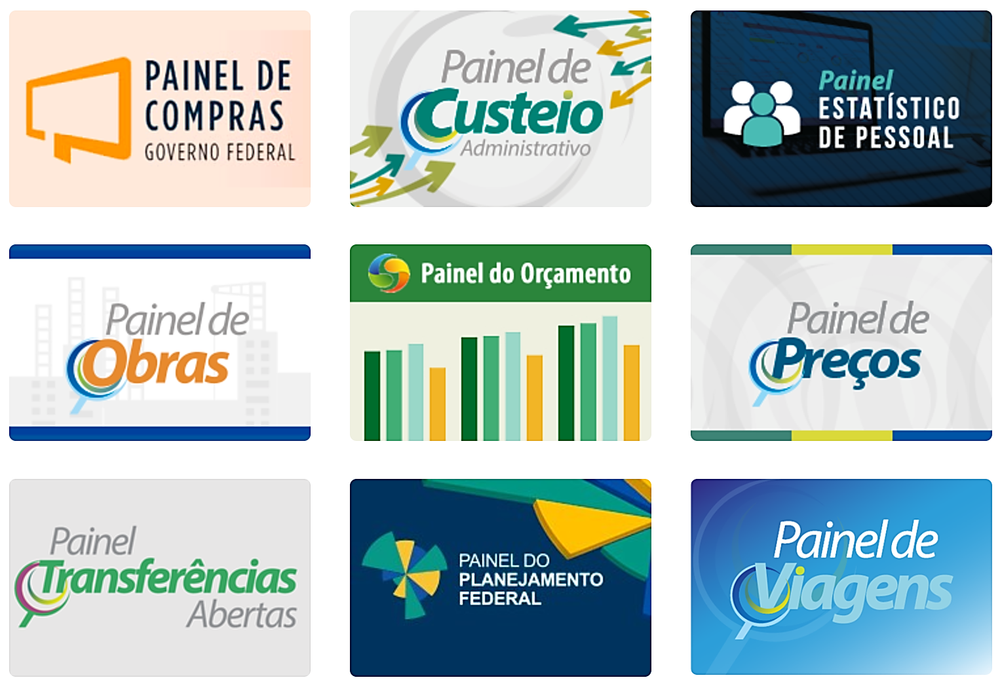 PAINEL DE
COMPRAS
GOVERNO FEDERAL
Painel de
Custeio
Administrativo
Painel
ESTATÍSTICO
DE PESSOAL
Painel de
Obras
Painel do Orçamento
Painel de
Preços
Painel
Transferências
Abertas
PAINEL DO
PLANEJAMENTO
FEDERAL
Painel de
Viagens